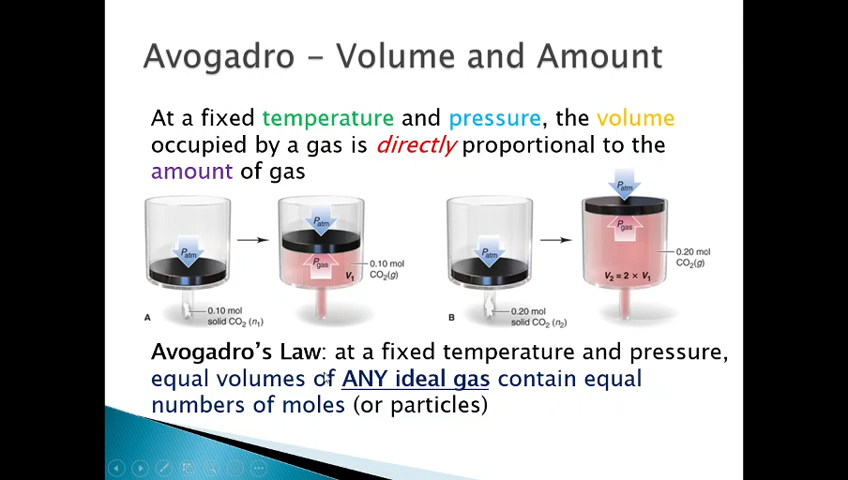 Avogadro – Volume and Amount
At a fixed temperature and pressure, the volume
occupied by a gas is directly proportional to the
amount of gas
Patm
Patm
Pgas
V1
0.10 mol
CO2(g)
A
0.10 mol
solid CO2 (n1)
Patm
Patm
Pgas
V2 = 2 × V1
0.20 mol
CO2(g)
B
0.20 mol
solid CO2 (n2)
Avogadro's Law: at a fixed temperature and pressure,
equal volumes of ANY ideal gas contain equal
numbers of moles (or particles)